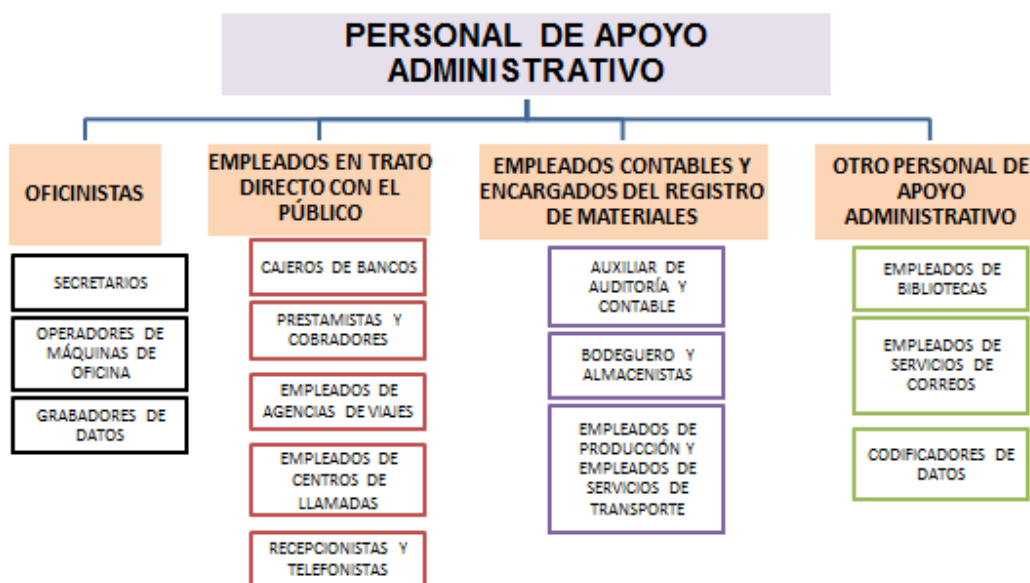 PERSONAL DE APOYO
ADMINISTRATIVO
OFICINISTAS
SECRETARIOS
OPERADORES DE
MÁQUINAS DE
OFICINA
GRABADORES DE
DATOS
EMPLEADOS EN TRATO
DIRECTO CON EL
PÚBLICO
CAJEROS DE BANCOS
PRESTAMISTAS Y
COBRADORES
EMPLEADOS DE
AGENCIAS DE VIAJES
EMPLEADOS DE
CENTROS DE
LLAMADAS
RECEPCIONISTAS Y
TELEFONISTAS
EMPLEADOS CONTABLES Y
ENCARGADOS DEL REGISTRO
DE MATERIALES
AUXILIAR DE
AUDITORÍA Y
CONTABLE
BODEGUERO Y
ALMACENISTAS
EMPLEADOS DE
PRODUCCIÓN Y
EMPLEADOS DE
SERVICIOS DE
TRANSPORTE
OTRO PERSONAL DE
APOYO
ADMINISTRATIVO
EMPLEADOS DE
BIBLIOTECAS
EMPLEADOS DE
SERVICIOS DE
CORREOS
CODIFICADORES DE
DATOS